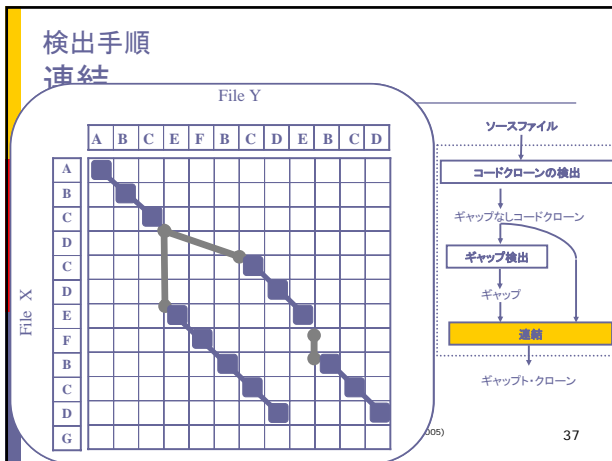 検出手順
連結
File Y
A B C E F B C D E B C D
File X
A
B
C
D
C
D
E
F
B
C
D
G
ソースファイル
コードクローンの検出
ギャップなしコードクローン
ギャップ検出
ギャップ
連結
ギャップト・クローン
005)
37